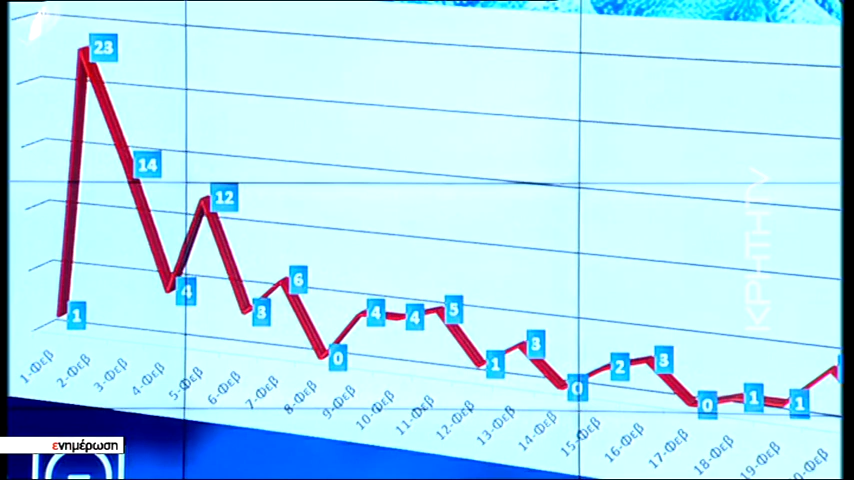 23
14
12
1
4
3
6
0
4
4
5
1
3
0
2
3
0
1
1
1-Φεβ
2-Φεβ
3-Φεβ
4-Φεβ
5-Φεβ
6-Φεβ
7-Φεβ
8-Φεβ
9-Φεβ
10-Φεβ
11-Φεβ
12-Φεβ
13-Φεβ
14-Φεβ
15-Φεβ
16-Φεβ
17-Φεβ
18-Φεβ
19-Φεβ
ΚΡΗΤΗTV
ενημέρωση